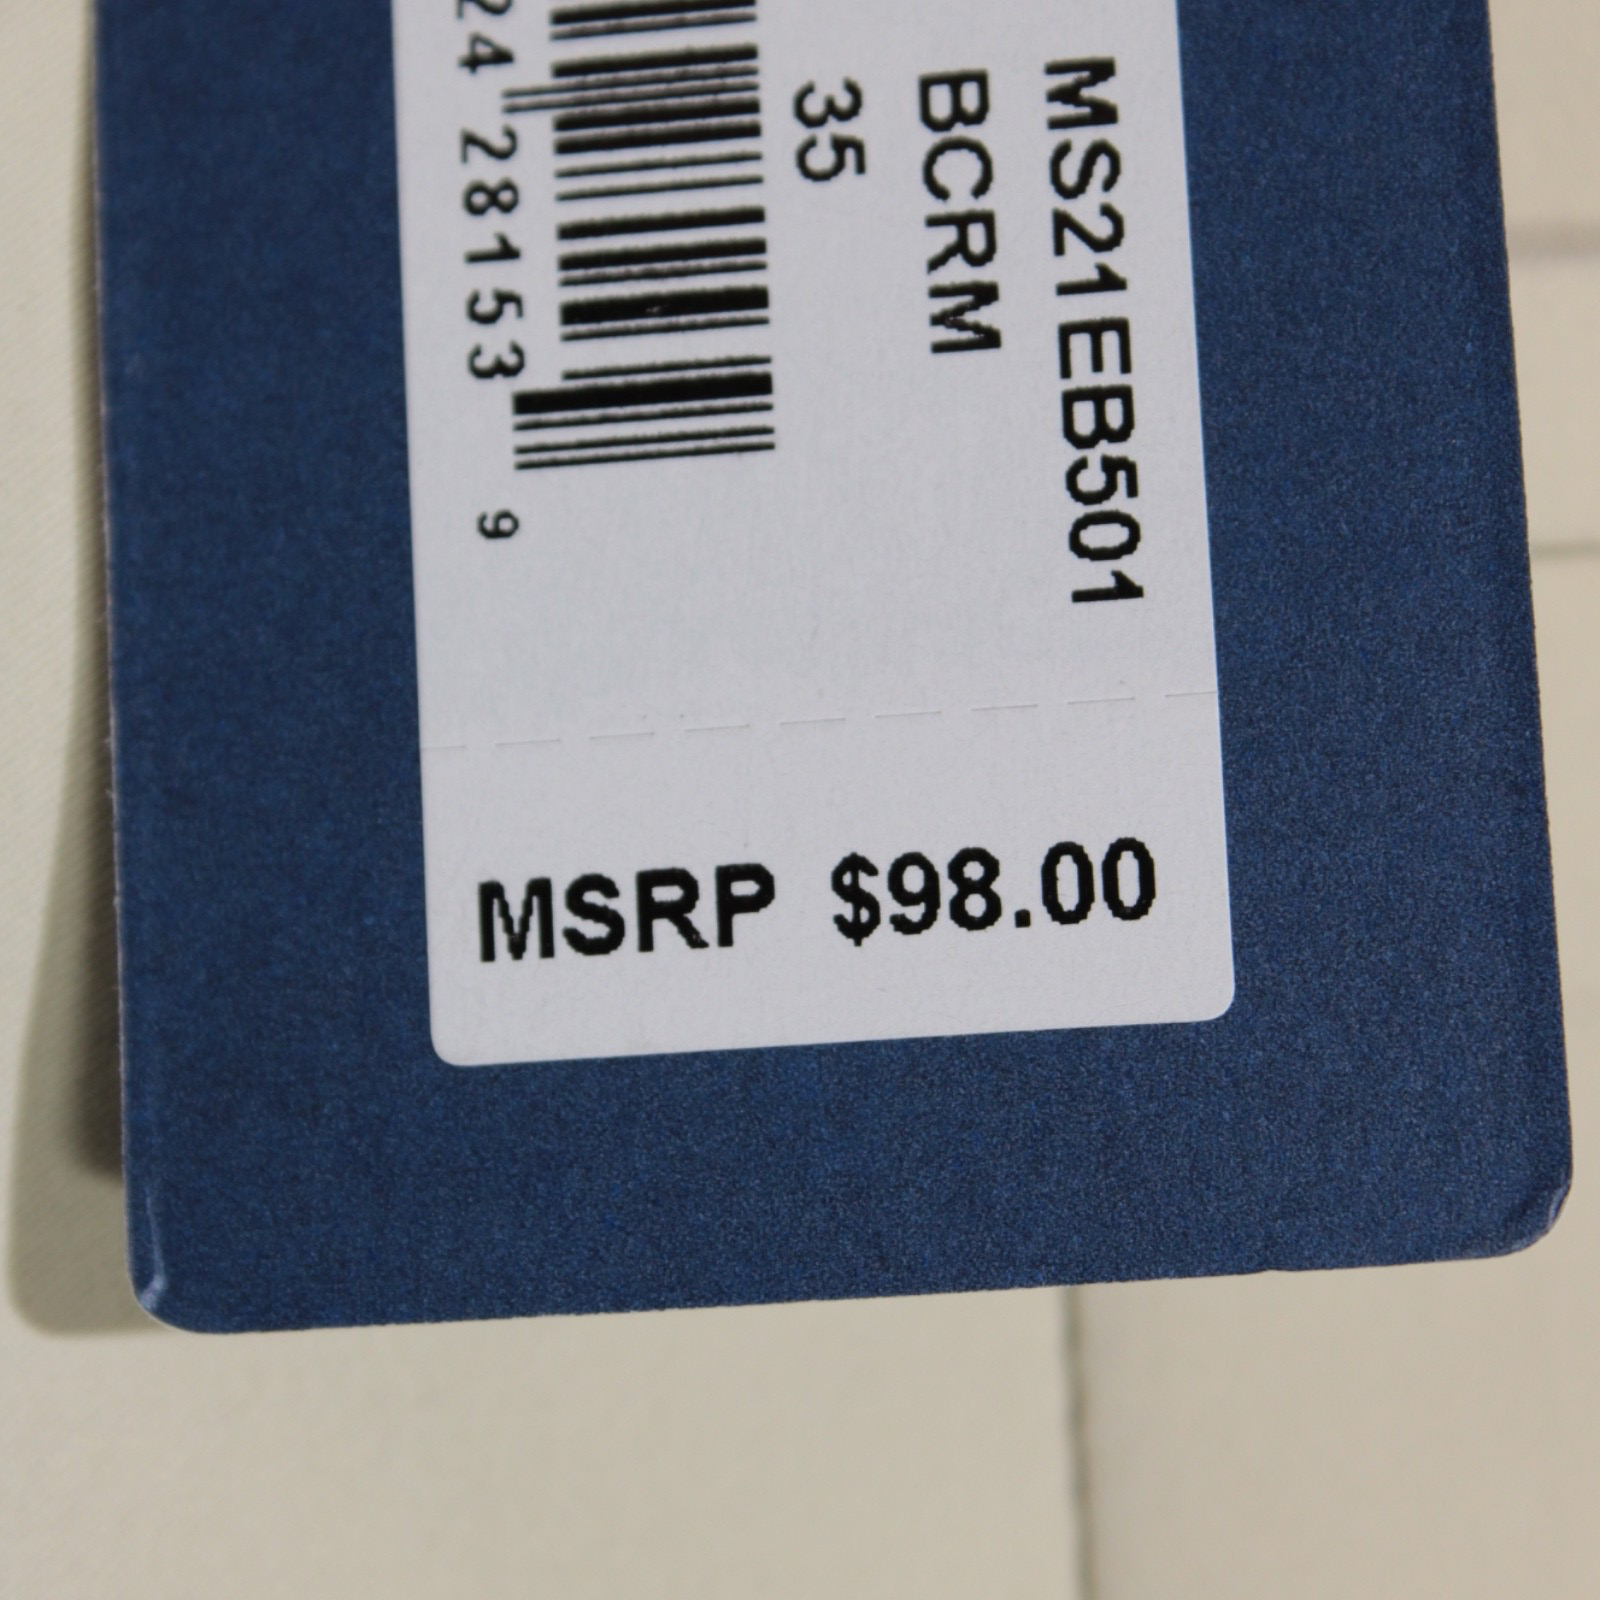 MS21EB501
BCRM
35
24 28153 9
MSRP $98.00